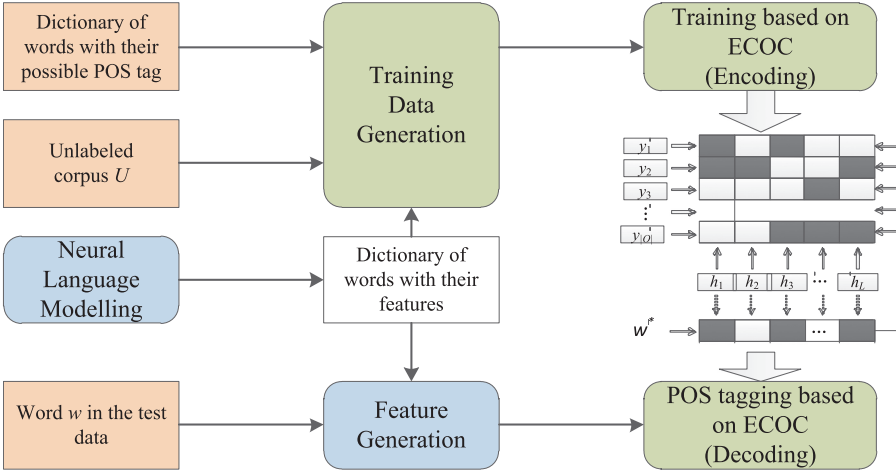 Dictionary of
words with their
possible POS tag
Training
Data
Generation
Training based on
ECOC
(Encoding)
Unlabeled
corpus U
y'1
y2
y3
⋮
y|O|
Neural
Language
Modelling
Dictionary of
words with their
features
h1 h2 h3 ... hL
w* ...
Word w in the test
data
Feature
Generation
POS tagging based
on ECOC
(Decoding)